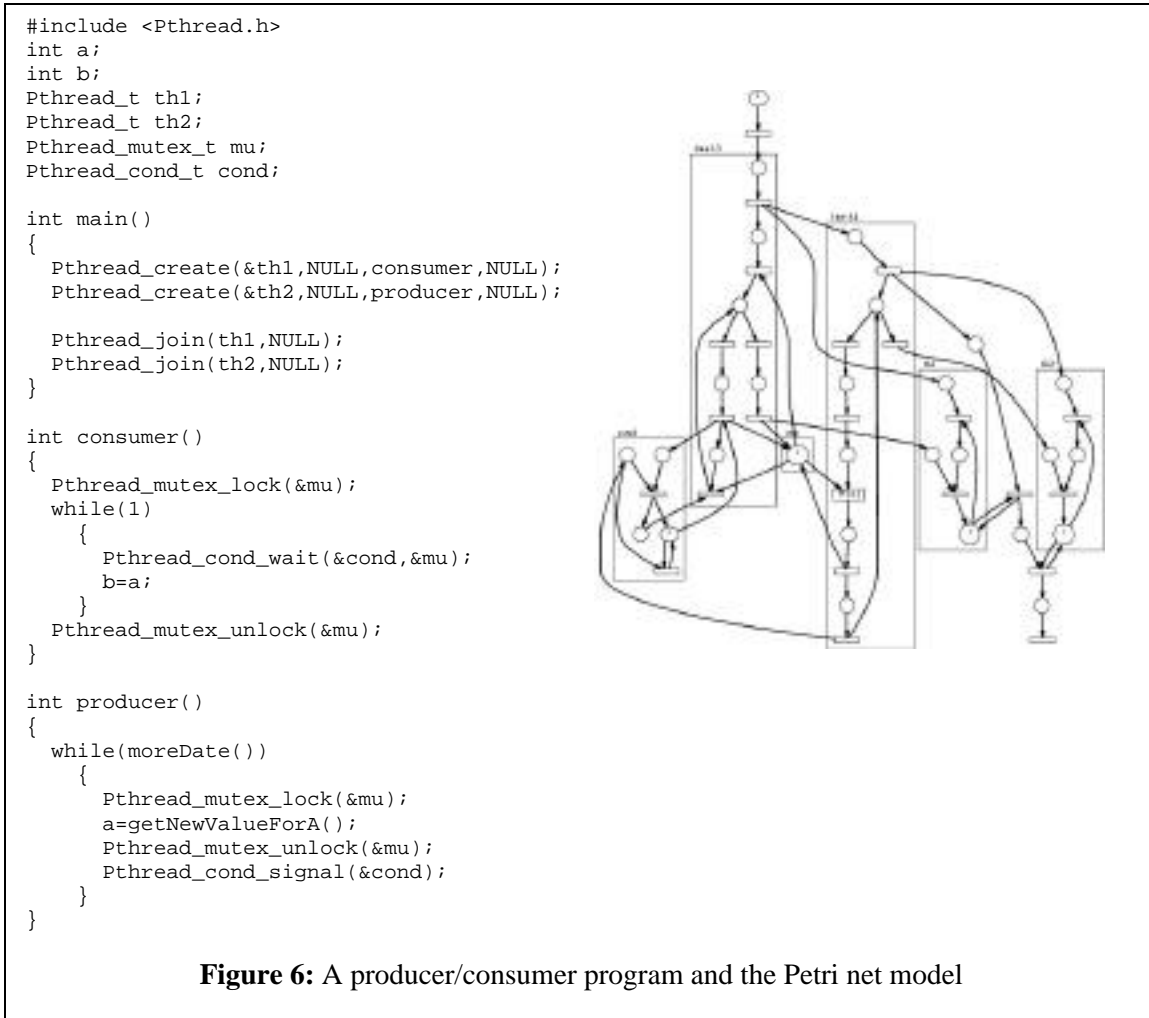 #include <Pthread.h>
int a;
int b;
Pthread_t th1;
Pthread_t th2;
Pthread_mutex_t mu;
Pthread_cond_t cond;
int main()
{
Pthread_create(&th1,NULL,consumer,NULL);
Pthread_create(&th2,NULL,producer,NULL);
Pthread_join(th1,NULL);
Pthread_join(th2,NULL);
}
int consumer()
{
Pthread_mutex_lock(&mu);
while(1)
{
Pthread_cond_wait(&cond,&mu);
b=a;
}
Pthread_mutex_unlock(&mu);
}
int producer()
{
while(moreDate())
{
Pthread_mutex_lock(&mu);
a=getNewValueForA();
Pthread_mutex_unlock(&mu);
Pthread_cond_signal(&cond);
}
}
Figure 6: A producer/consumer program and the Petri net model